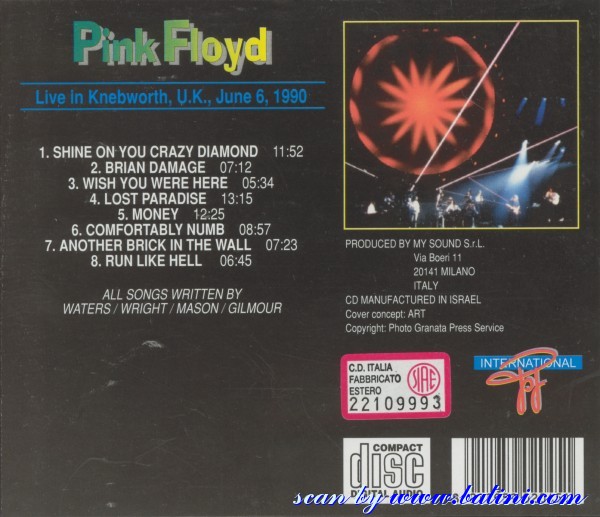 Pink Floyd
Live in Knebworth, U.K., June 6, 1990
1. SHINE ON YOU CRAZY DIAMOND 11:52
2. BRIAN DAMAGE 07:12
3. WISH YOU WERE HERE 05:34
4. LOST PARADISE 13:15
5. MONEY 12:25
6. COMFORTABLY NUMB 08:57
7. ANOTHER BRICK IN THE WALL 07:23
8. RUN LIKE HELL 06:45
ALL SONGS WRITTEN BY
WATERS / WRIGHT / MASON / GILMOUR
PRODUCED BY MY SOUND S.r.L.
Via Boeri 11
20141 MILANO
ITALY
CD MANUFACTURED IN ISRAEL
Cover concept: ART
Copyright: Photo Granata Press Service
C.D. ITALIA
FABBRICATO
ESTERO
SIAE
22109993
INTERNATIONAL
COMPACT
disc
DIGITAL AUDIO
scan by www.batini.com